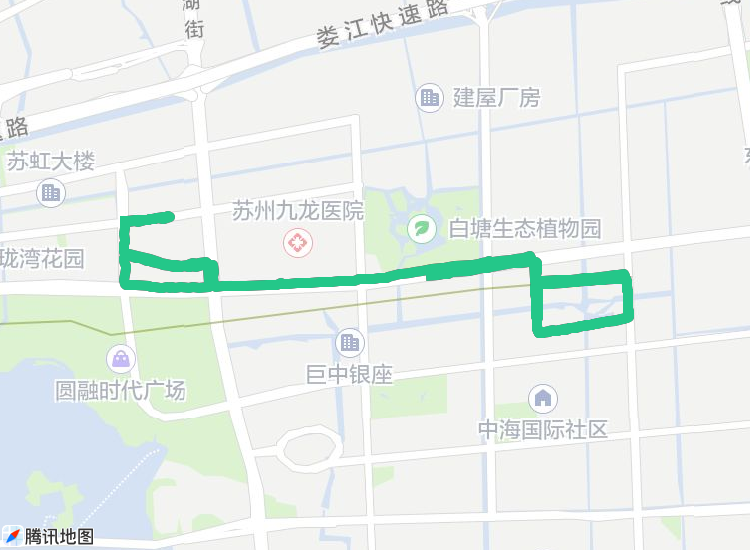 湖
街
娄江快速路
建屋厂房
路
苏虹大楼
苏州九龙医院
白塘生态植物园
珑湾花园
巨中银座
圆融时代广场
中海国际社区
腾讯地图